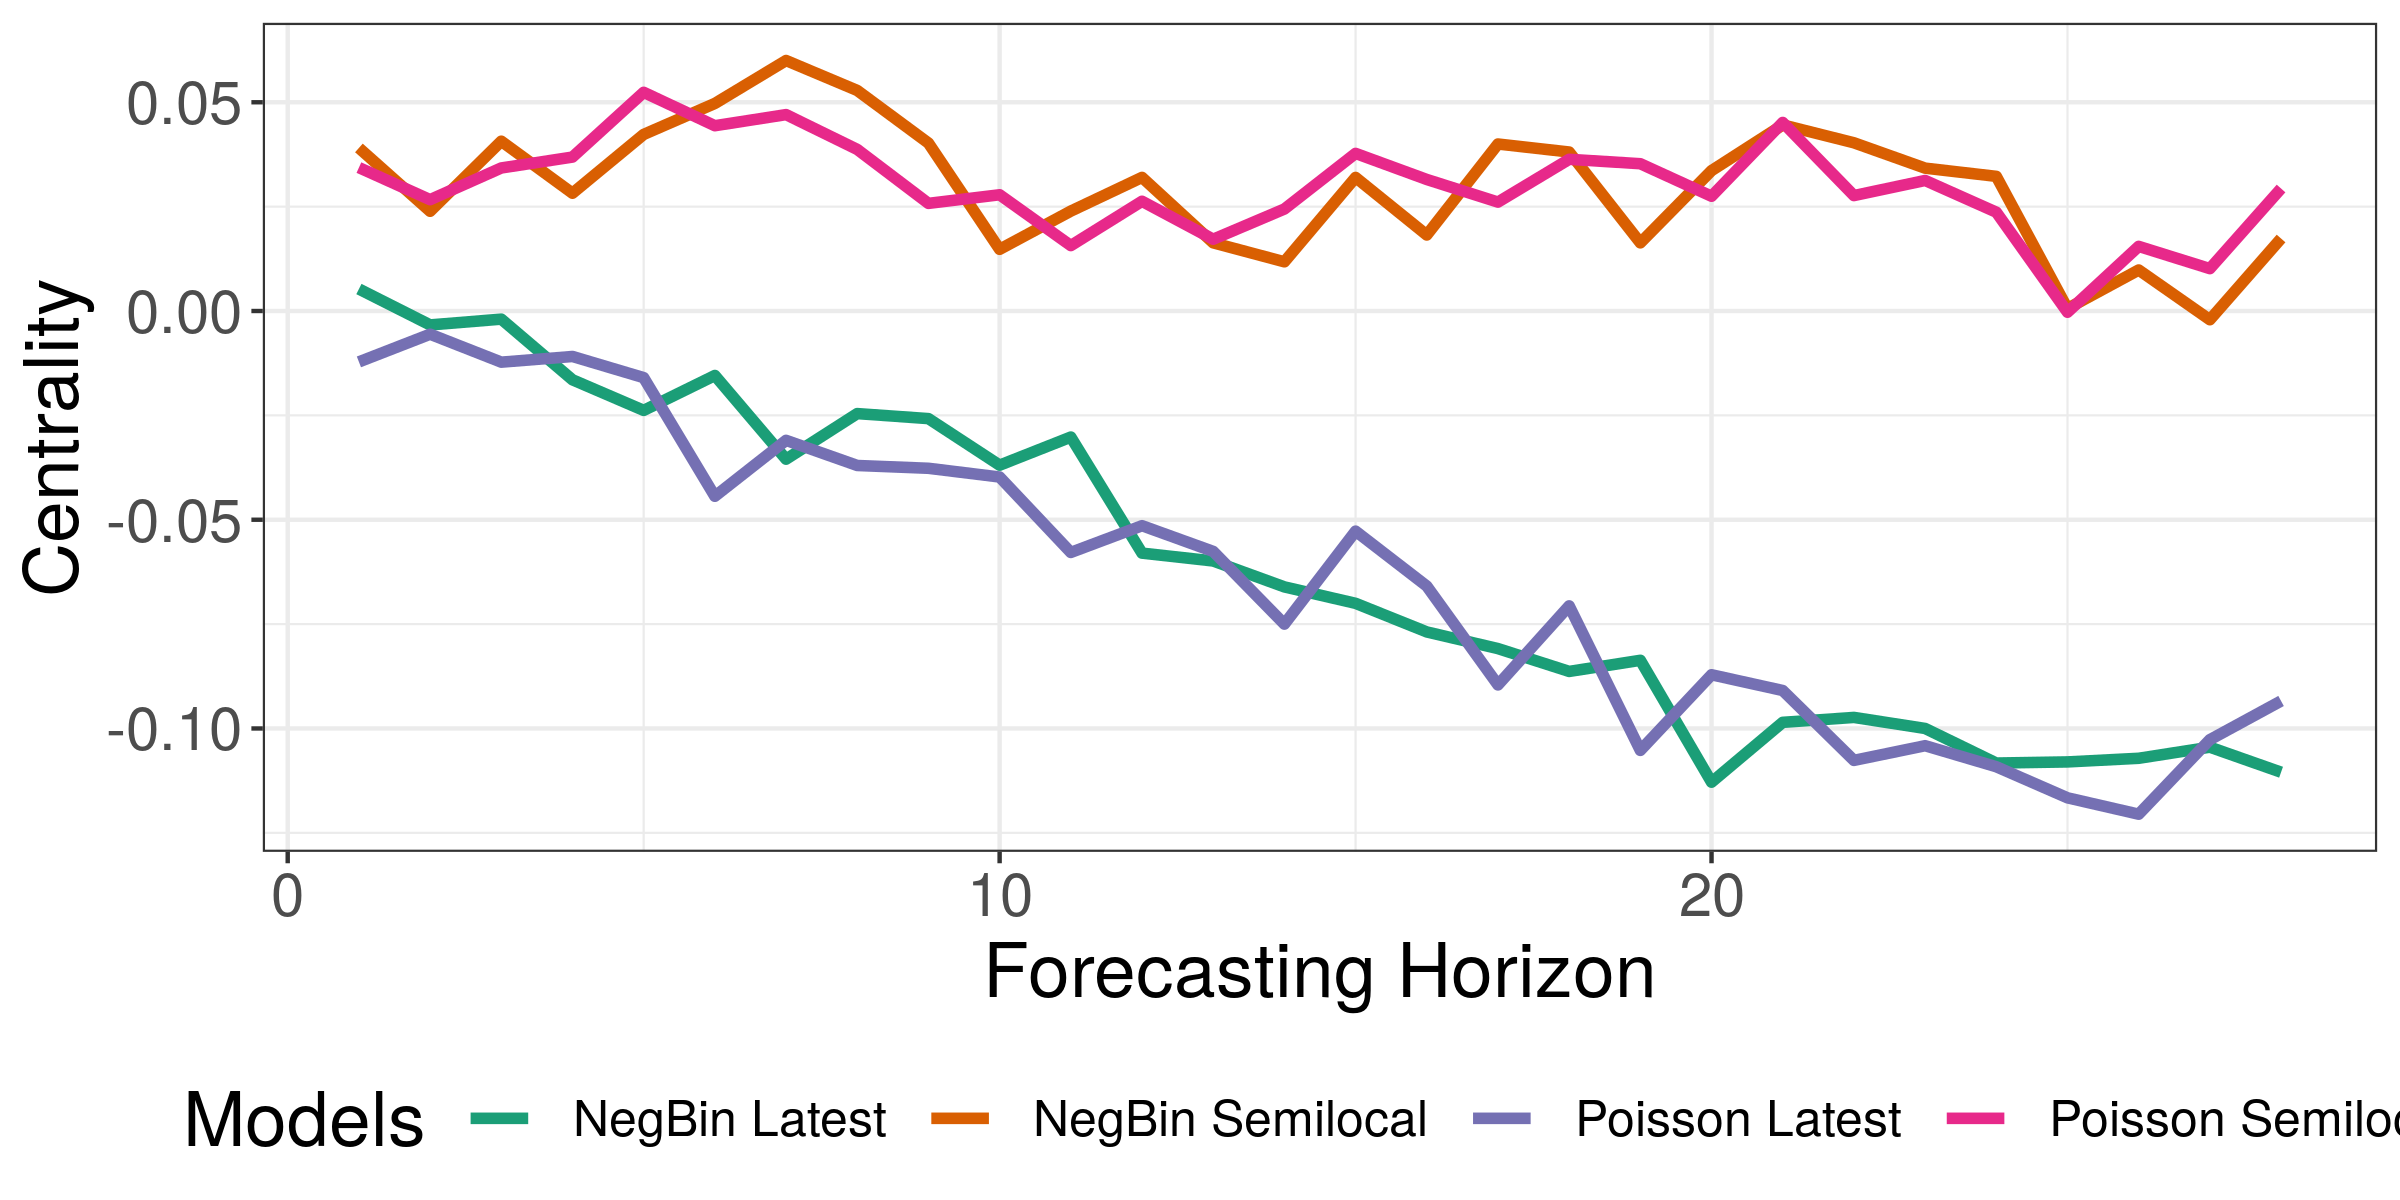 Centrality
0.05
0.00
-0.05
-0.10
0
10
20
Forecasting Horizon
Models NegBin Latest NegBin Semilocal Poisson Latest Poisson